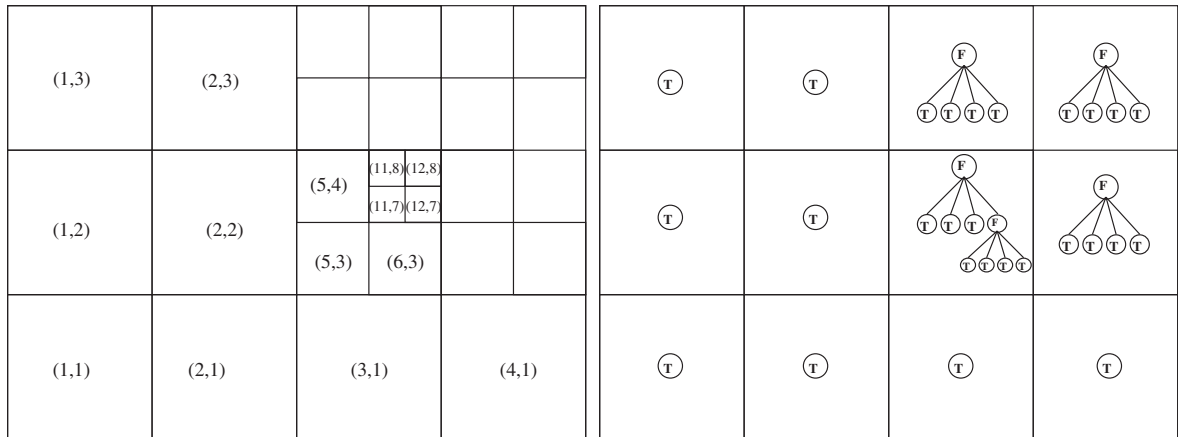 (1,3) (2,3)
(5,4) (11,8) (12,8)
(11,7) (12,7)
(1,2) (2,2)
(5,3) (6,3)
(1,1) (2,1) (3,1) (4,1)
T T F F
T T T T T T T T
T T F F
T T T F T T T T
T T T T
T T T T